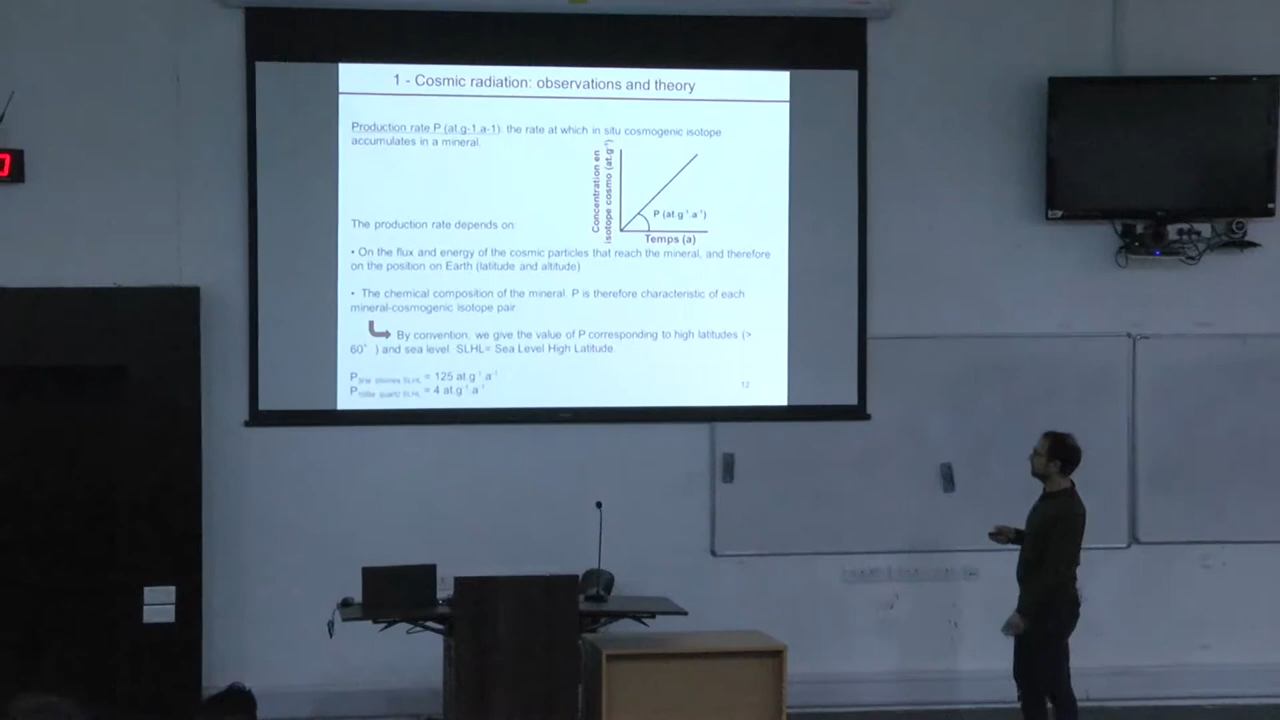 1 - Cosmic radiation: observations and theory
Production rate P (at.g-1.a-1): the rate at which in situ cosmogenic isotope
accumulates in a mineral.
Concentration en
isotope cosmo (at.g⁻¹)
P (at.g⁻¹.a⁻¹)
Temps (a)
The production rate depends on:
• On the flux and energy of the cosmic particles that reach the mineral, and therefore
on the position on Earth (latitude and altitude)
• The chemical composition of the mineral. P is therefore characteristic of each
mineral-cosmogenic isotope pair
By convention, we give the value of P corresponding to high latitudes (>
60° ) and sea level. SLHL= Sea Level High Latitude.
P = 125 at.g⁻¹.a⁻¹
P quartz SLHL = 4 at.g⁻¹.a⁻¹
12